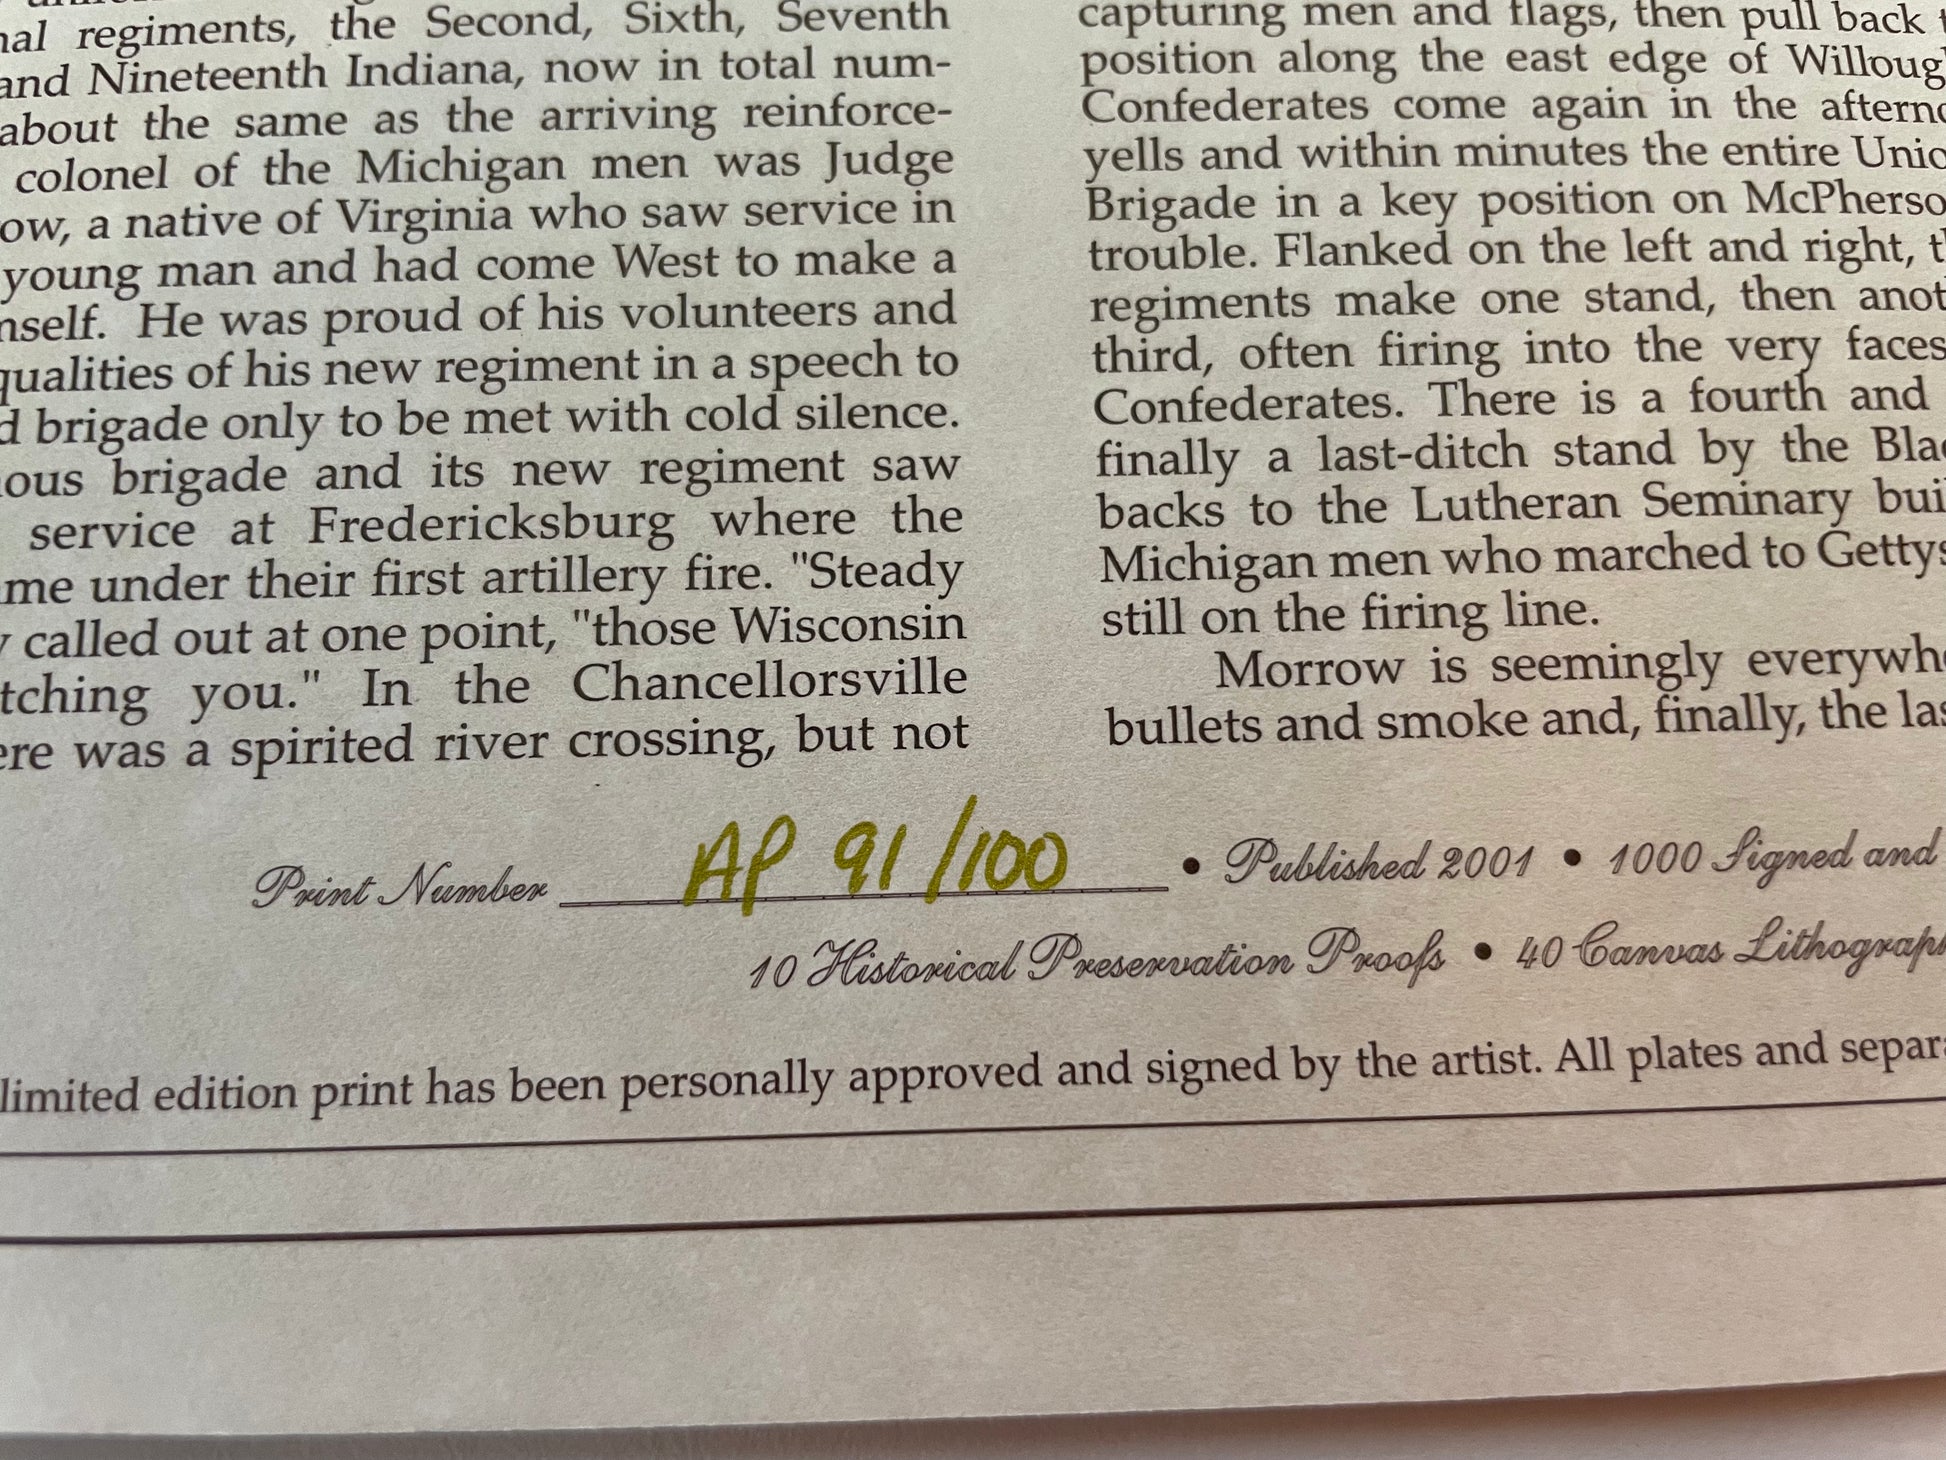 regiments, the Second, Sixth, Seventh
and Nineteenth Indiana, now in total num-
about the same as the arriving reinforce-
colonel of the Michigan men was Judge
ow, a native of Virginia who saw service in
young man and had come West to make a
nself. He was proud of his volunteers and
qualities of his new regiment in a speech to
d brigade only to be met with cold silence.
ous brigade and its new regiment saw
service at Fredericksburg where the
me under their first artillery fire. "Steady
y called out at one point, "those Wisconsin
tching you." In the Chancellorsville
ere was a spirited river crossing, but not
capturing men and flags, then pull back t
position along the east edge of Willoug
Confederates come again in the afterno
yells and within minutes the entire Unio
Brigade in a key position on McPherso
trouble. Flanked on the left and right, th
regiments make one stand, then anot
third, often firing into the very faces
Confederates. There is a fourth and
finally a last-ditch stand by the Bla
backs to the Lutheran Seminary bui
Michigan men who marched to Gettys
still on the firing line.
Morrow is seemingly everywh
bullets and smoke and, finally, the las
Print Number AP 91/100 • Published 2001 • 1000 Signed and
10 Historical Preservation Proofs • 40 Canvas Lithograph
limited edition print has been personally approved and signed by the artist. All plates and separa